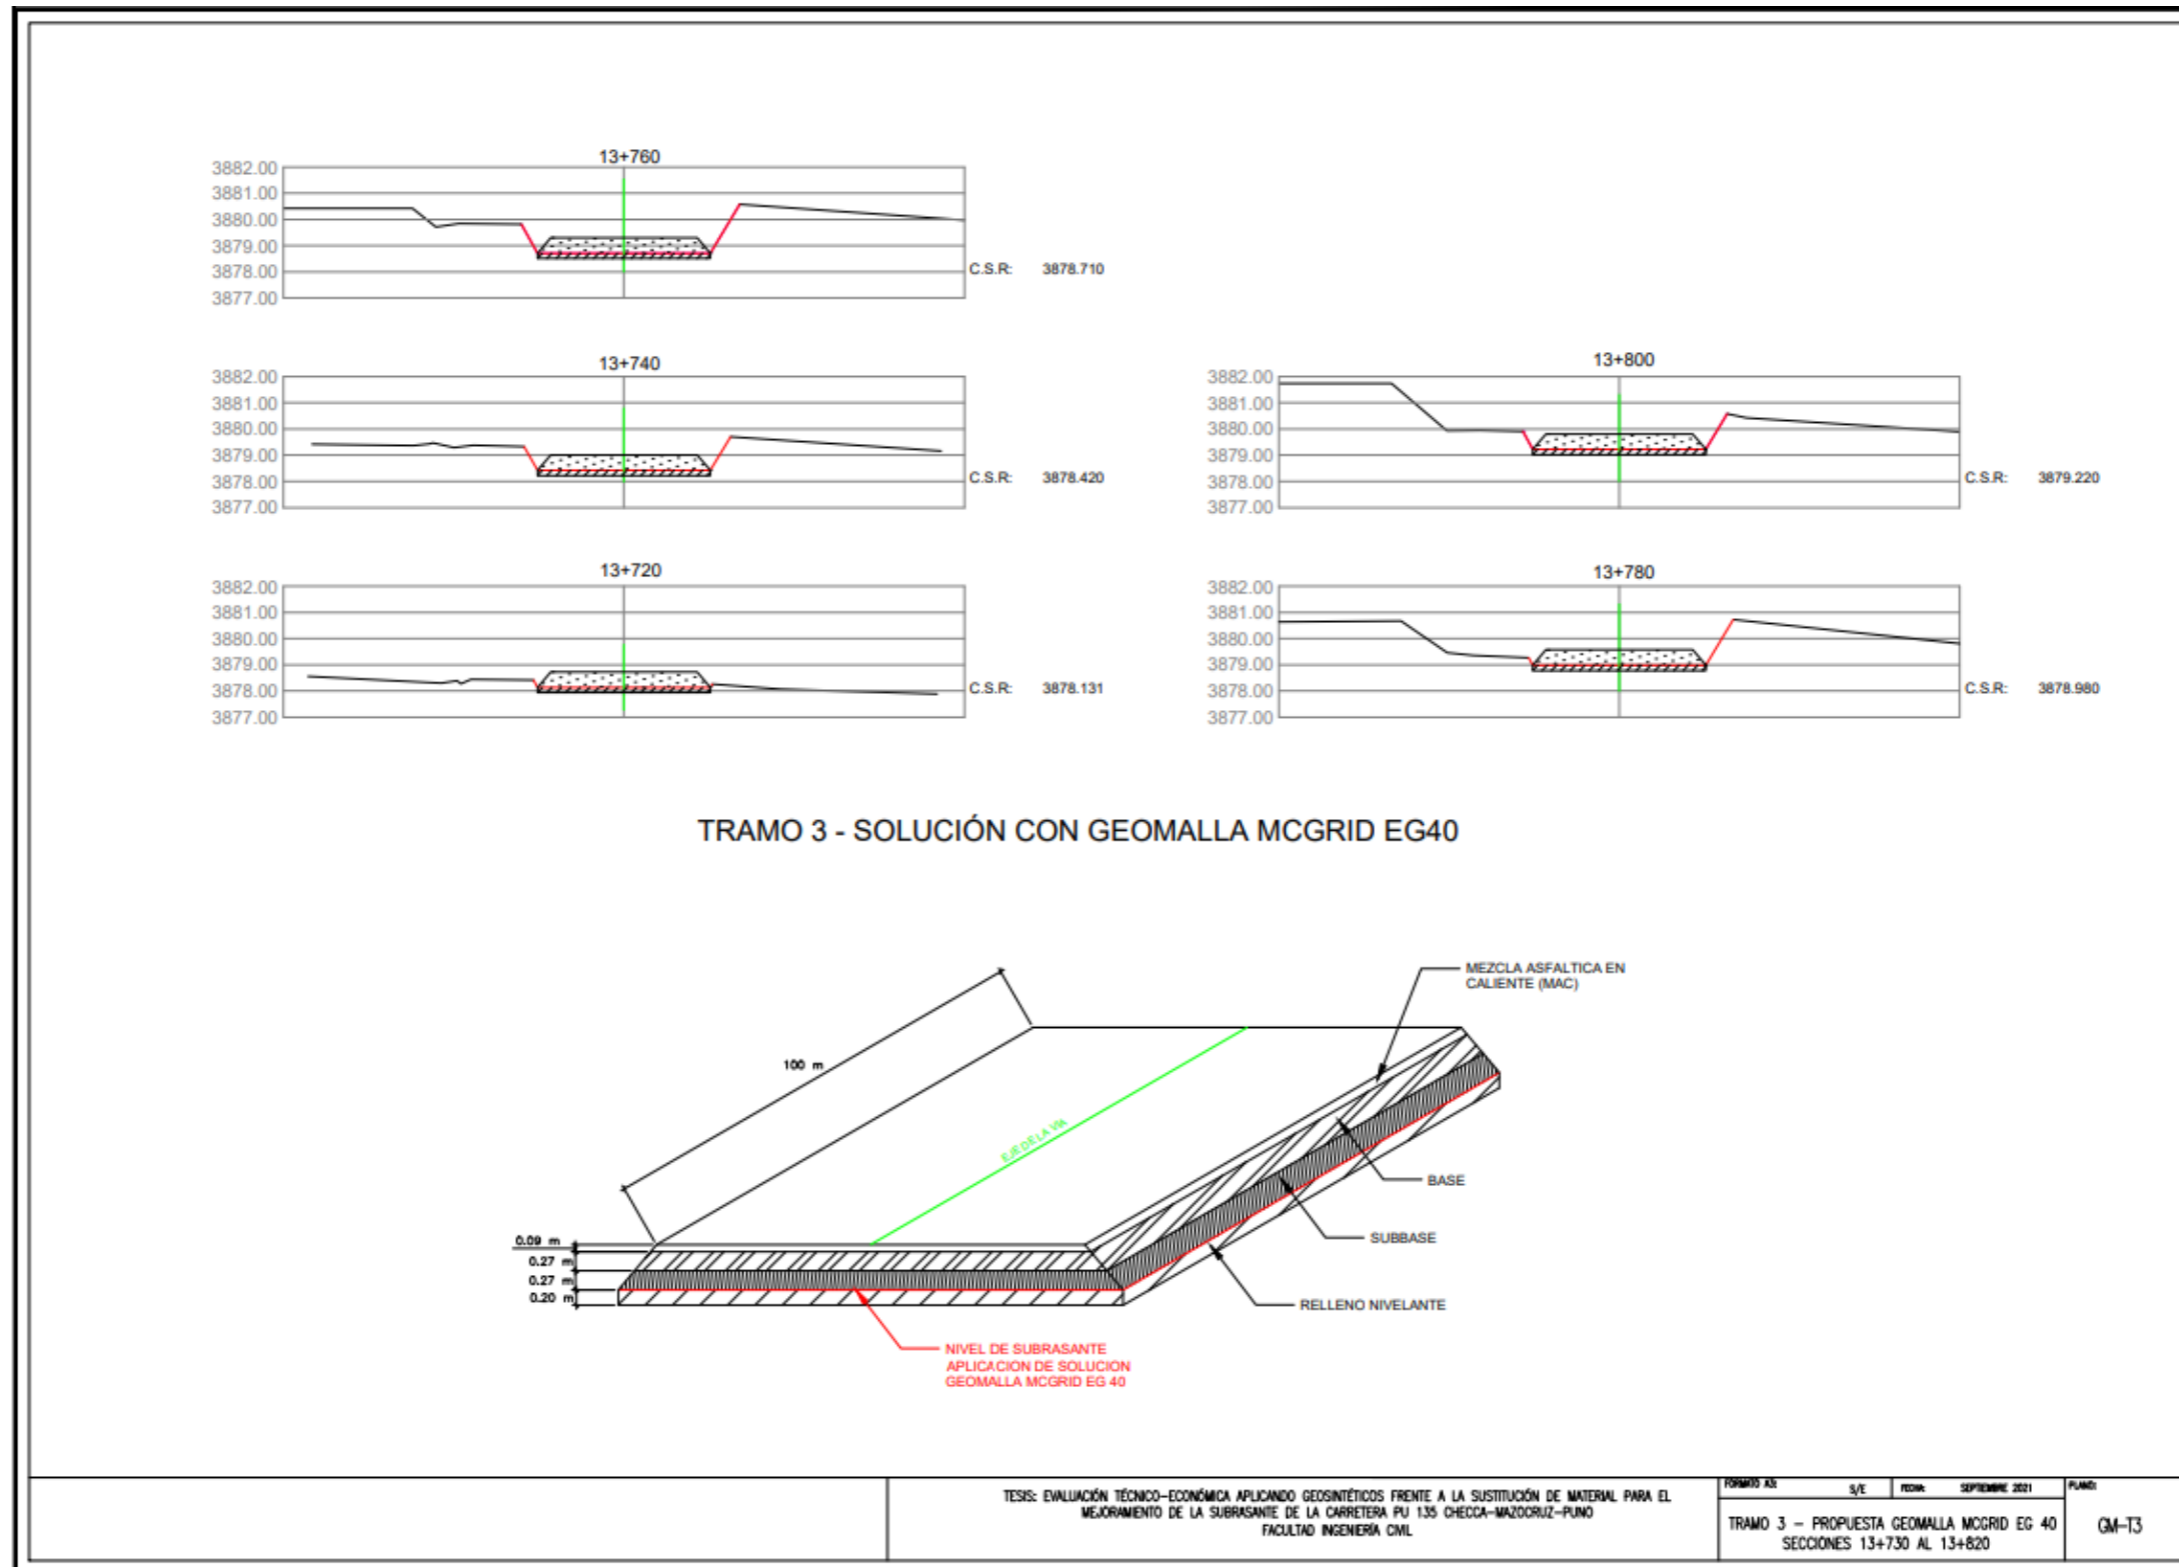 13+760
3882.00
3881.00
3880.00
3879.00
3878.00
3877.00
C.S.R: 3878.710
13+740
3882.00
3881.00
3880.00
3879.00
3878.00
3877.00
C.S.R: 3878.420
13+800
3882.00
3881.00
3880.00
3879.00
3878.00
3877.00
C.S.R: 3879.220
13+720
3882.00
3881.00
3880.00
3879.00
3878.00
3877.00
C.S.R: 3878.131
13+780
3882.00
3881.00
3880.00
3879.00
3878.00
3877.00
C.S.R: 3878.980
TRAMO 3 - SOLUCIÓN CON GEOMALLA MCGRID EG40
MEZCLA ASFALTICA EN
CALIENTE (MAC)
100 m
EJE DE LA VIA
BASE
SUBBASE
RELLENO NIVELANTE
0.09 m
0.27 m
0.27 m
0.20 m
NIVEL DE SUBRASANTE
APLICACION DE SOLUCION
GEOMALLA MCGRID EG 40
TESIS: EVALUACIÓN TÉCNICO-ECONÓMICA APLICANDO GEOSINTÉTICOS FRENTE A LA SUSTITUCIÓN DE MATERIAL PARA EL
MEJORAMIENTO DE LA SUBRASANTE DE LA CARRETERA PU 135 CHECCA-MAZOCRUZ-PUNO
FACULTAD INGENIERÍA CIVIL
FORMATO A3: S/E
FECHA: SEPTIEMBRE 2021
PLANO:
TRAMO 3 - PROPUESTA GEOMALLA MCGRID EG 40
SECCIONES 13+730 AL 13+820
GM-T3